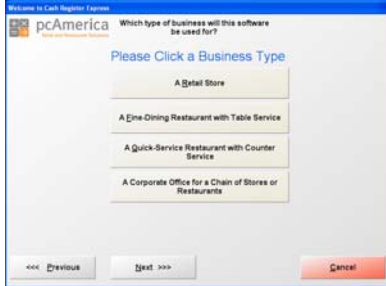 Welcome to Cash Register Express
pcAmerica
Retail and Restaurant Solutions
Which type of business will this software
be used for?
Please Click a Business Type
A Retail Store
A Fine-Dining Restaurant with Table Service
A Quick-Service Restaurant with Counter
Service
A Corporate Office for a Chain of Stores or
Restaurants
<<< Previous
Next >>>
Cancel